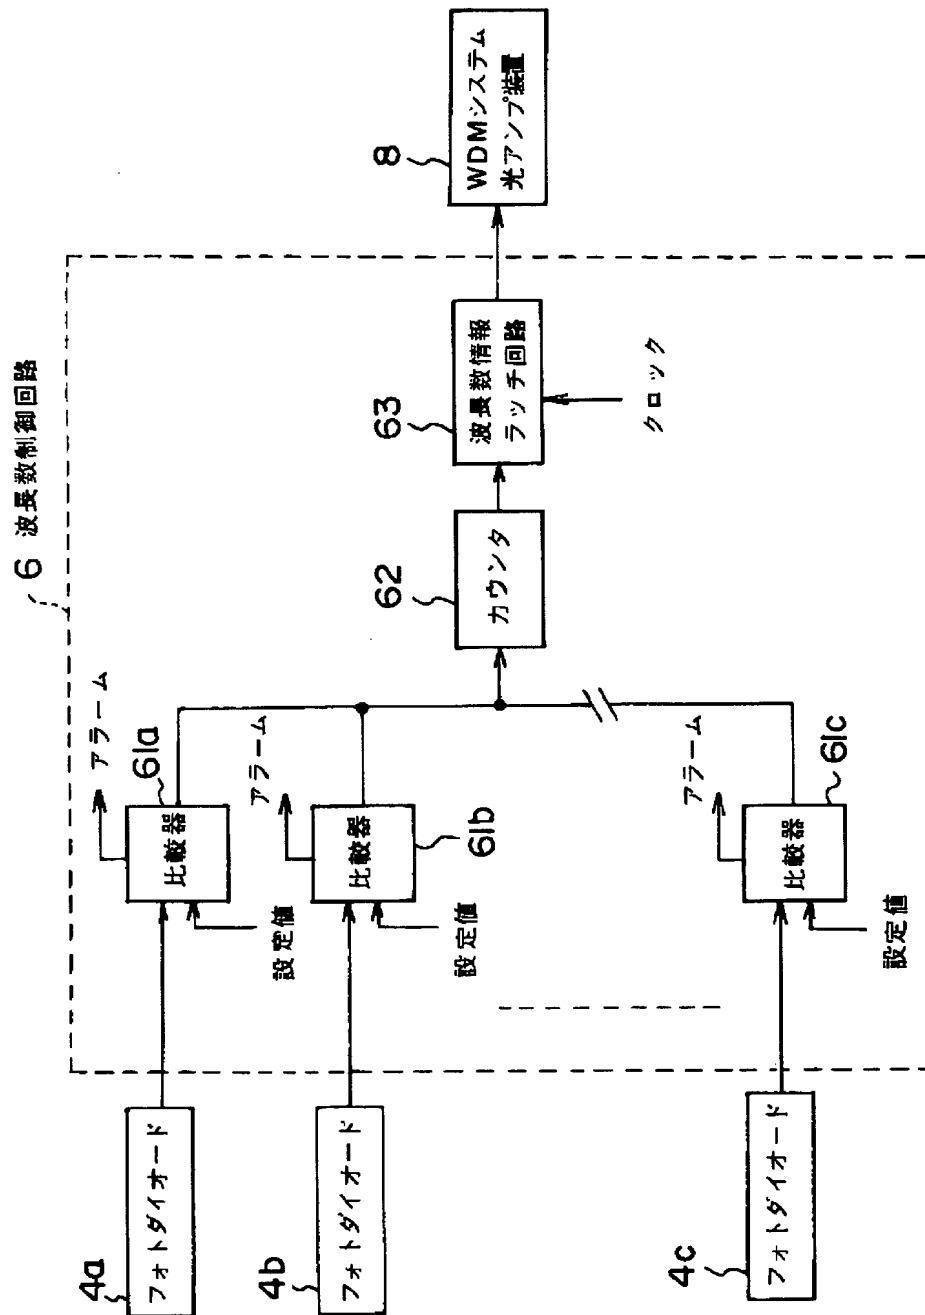 6 波長数制御回路
4a
フォトダイオード
設定値
比較器
61a
アラーム
4b
フォトダイオード
設定値
比較器
61b
アラーム
4c
フォトダイオード
設定値
比較器
61c
アラーム
62
カウンタ
63
波長数情報
ラッチ回路
クロック
8
WDMシステム
光アンプ装置